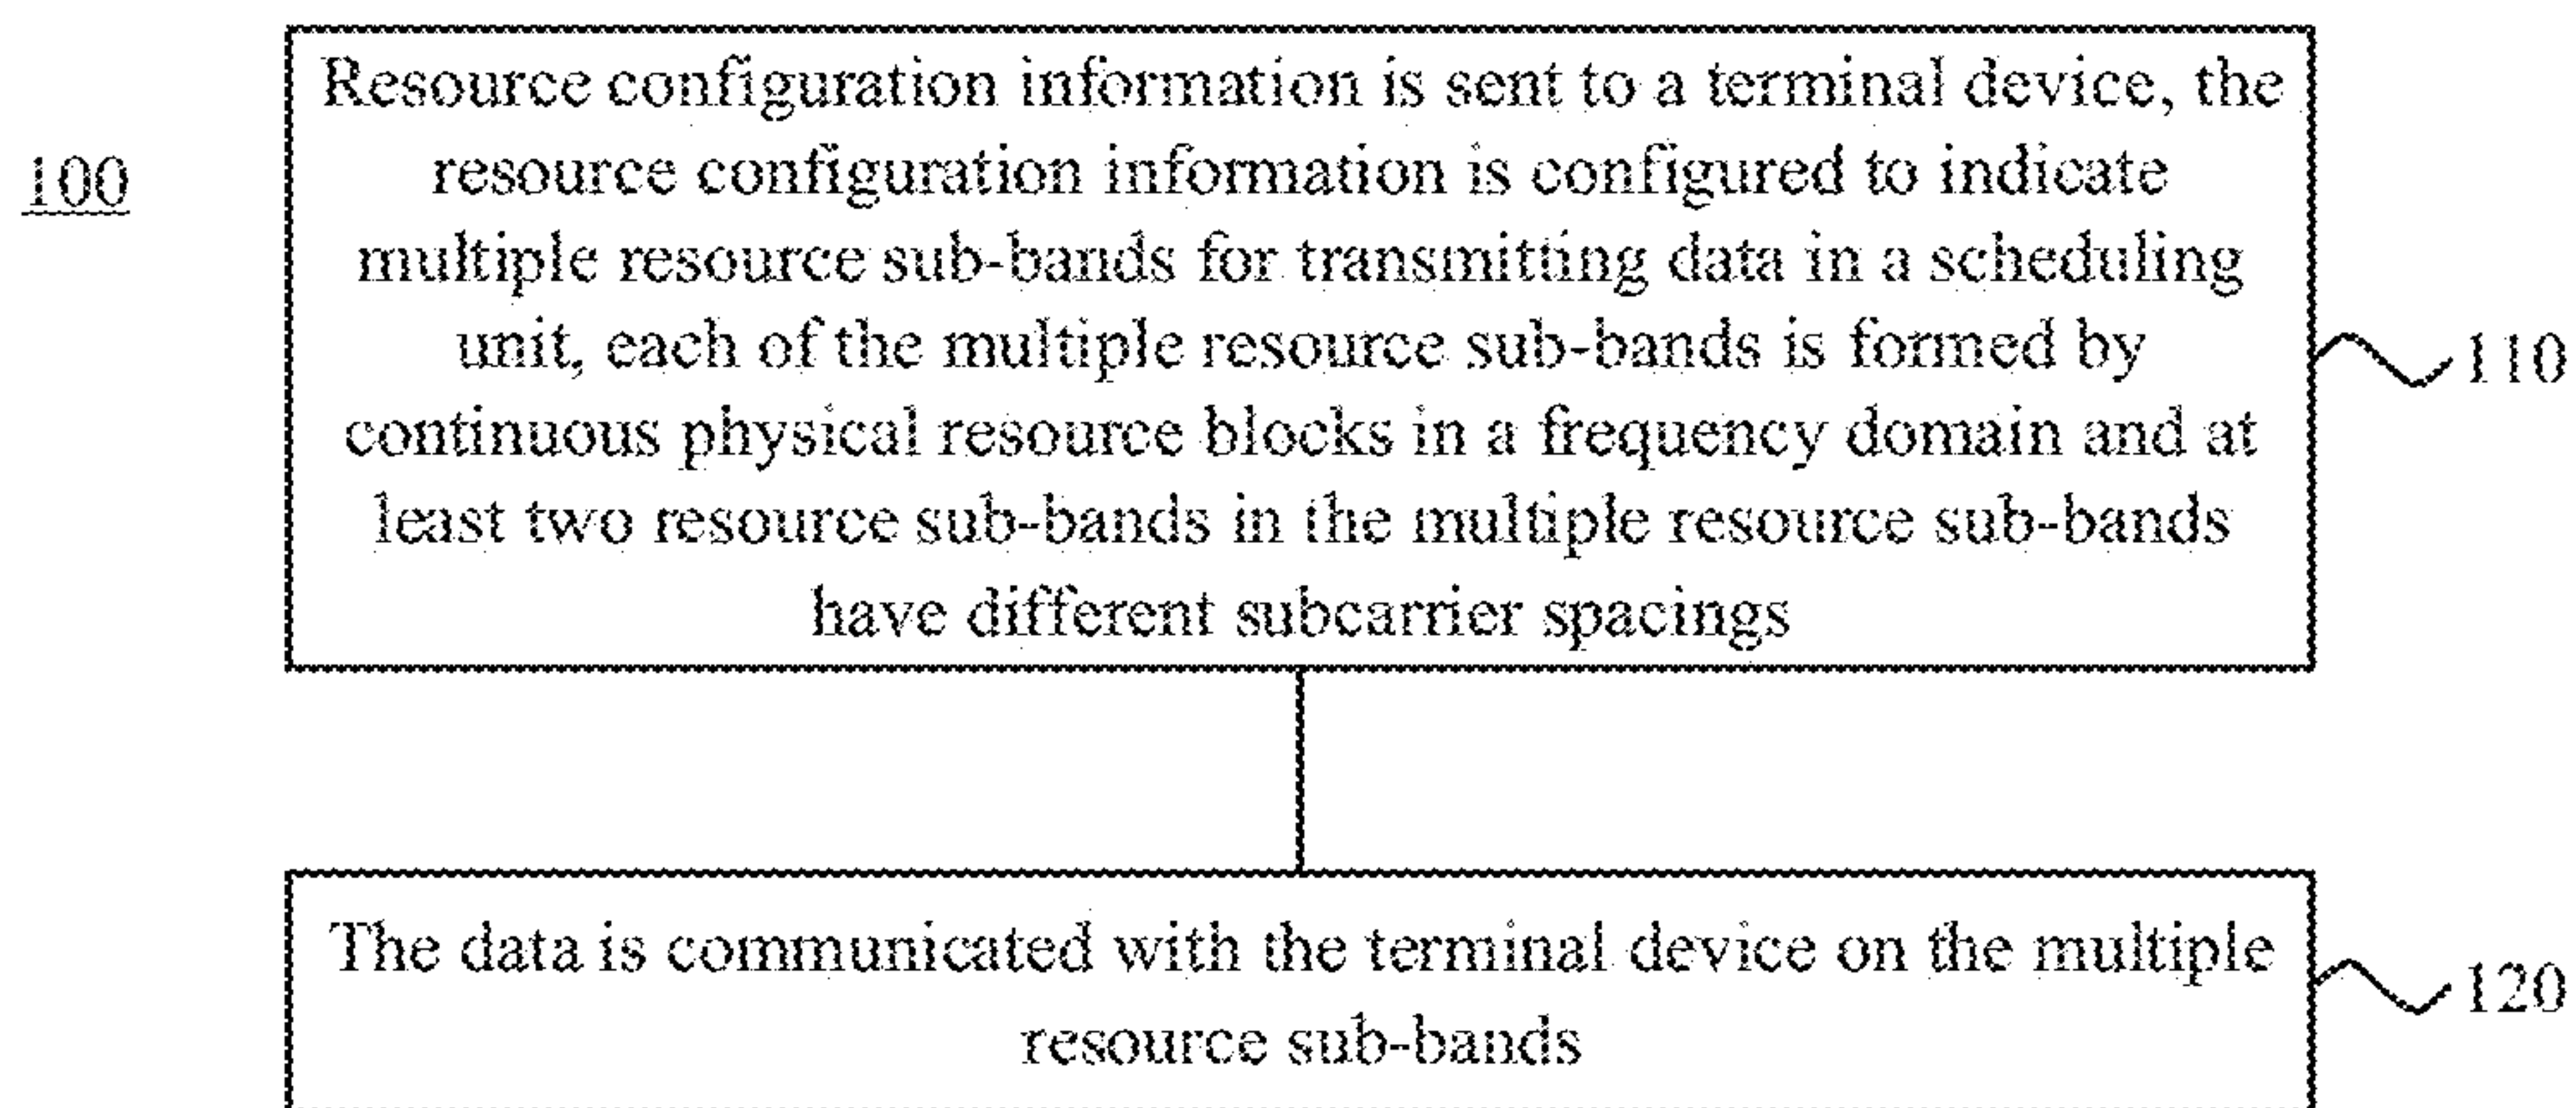 100
Resource configuration information is sent to a terminal device, the
resource configuration information is configured to indicate
multiple resource sub-bands for transmitting data in a scheduling
unit, each of the multiple resource sub-bands is formed by
continuous physical resource blocks in a frequency domain and at
least two resource sub-bands in the multiple resource sub-bands
have different subcarrier spacings
110
The data is communicated with the terminal device on the multiple
resource sub-bands
120